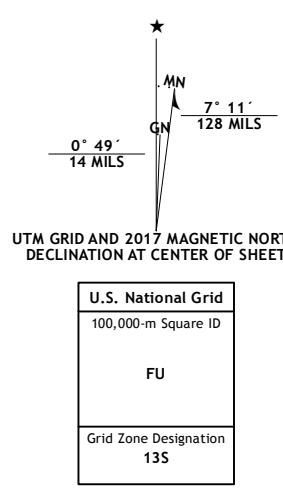 ★
MN
GN
7° 11´
128 MILS
0° 49´
14 MILS
UTM GRID AND 2017 MAGNETIC NORT
DECLINATION AT CENTER OF SHEET
U.S. National Grid
100,000-m Square ID
FU
Grid Zone Designation
13S